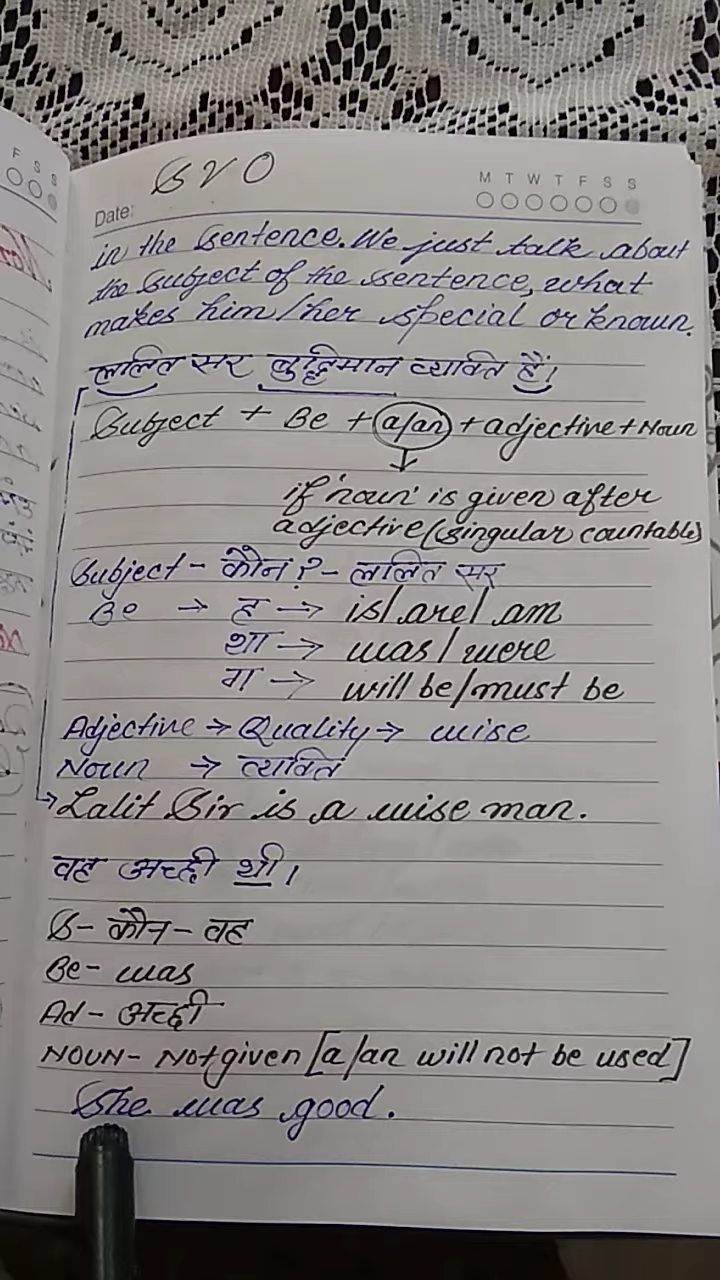 F S S
SVO
M T W T F S S
Date:
in the sentence. We just talk about
the subject of the sentence, what
makes him/her special or known.
ललित सर बुद्धिमान व्यक्ति हैं।
Subject + Be + a/an + adjective + Noun
if 'noun' is given after
adjective (singular countable)
Subject - कौन? - ललित सर
Be → ह → is/are/am
था → was/were
ग → will be/must be
Adjective → Quality → wise
Noun → व्यक्ति
→ Lalit Sir is a wise man.
वह अच्छी थी।
S - कौन - वह
Be - was
Ad - अच्छी
NOUN - Not given [a/an will not be used]
She was good.